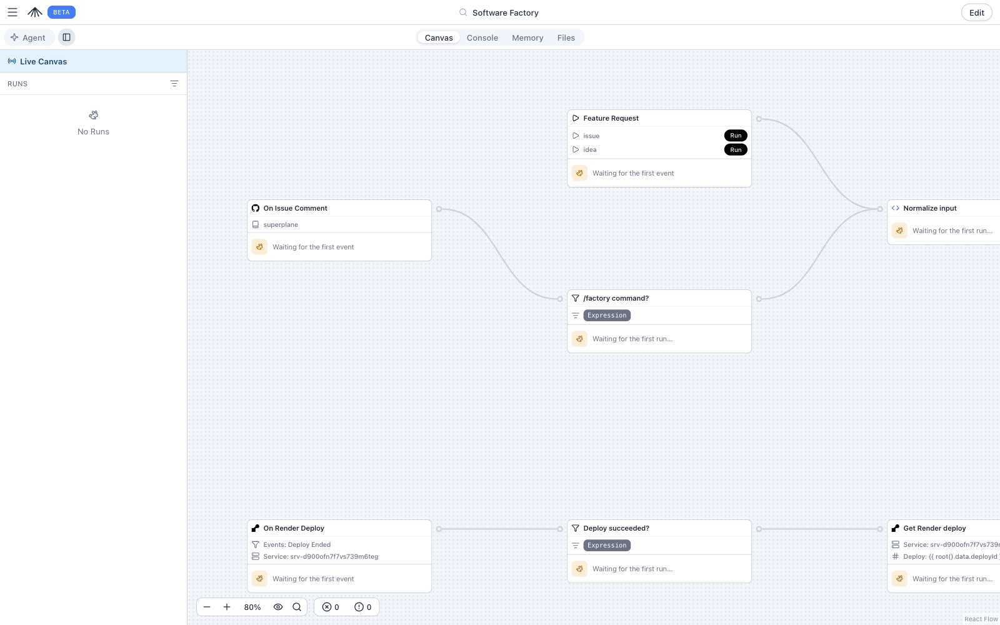 BETA
Software Factory
Edit
Agent
Canvas
Console
Memory
Files
Live Canvas
RUNS
No Runs
Feature Request
issue
Run
idea
Run
Waiting for the first event
On Issue Comment
superplane
Waiting for the first event
Normalize input
Waiting for the first run...
/factory command?
Expression
Waiting for the first run...
On Render Deploy
Events: Deploy Ended
Service: srv-d900ofn7f7vs739m6teg
Waiting for the first event
Deploy succeeded?
Expression
Waiting for the first run...
Get Render deploy
Service: srv-d900ofn7f7vs739m
Deploy: {{ root().data.deployId }
Waiting for the first run...
80%
0
0
React Flow